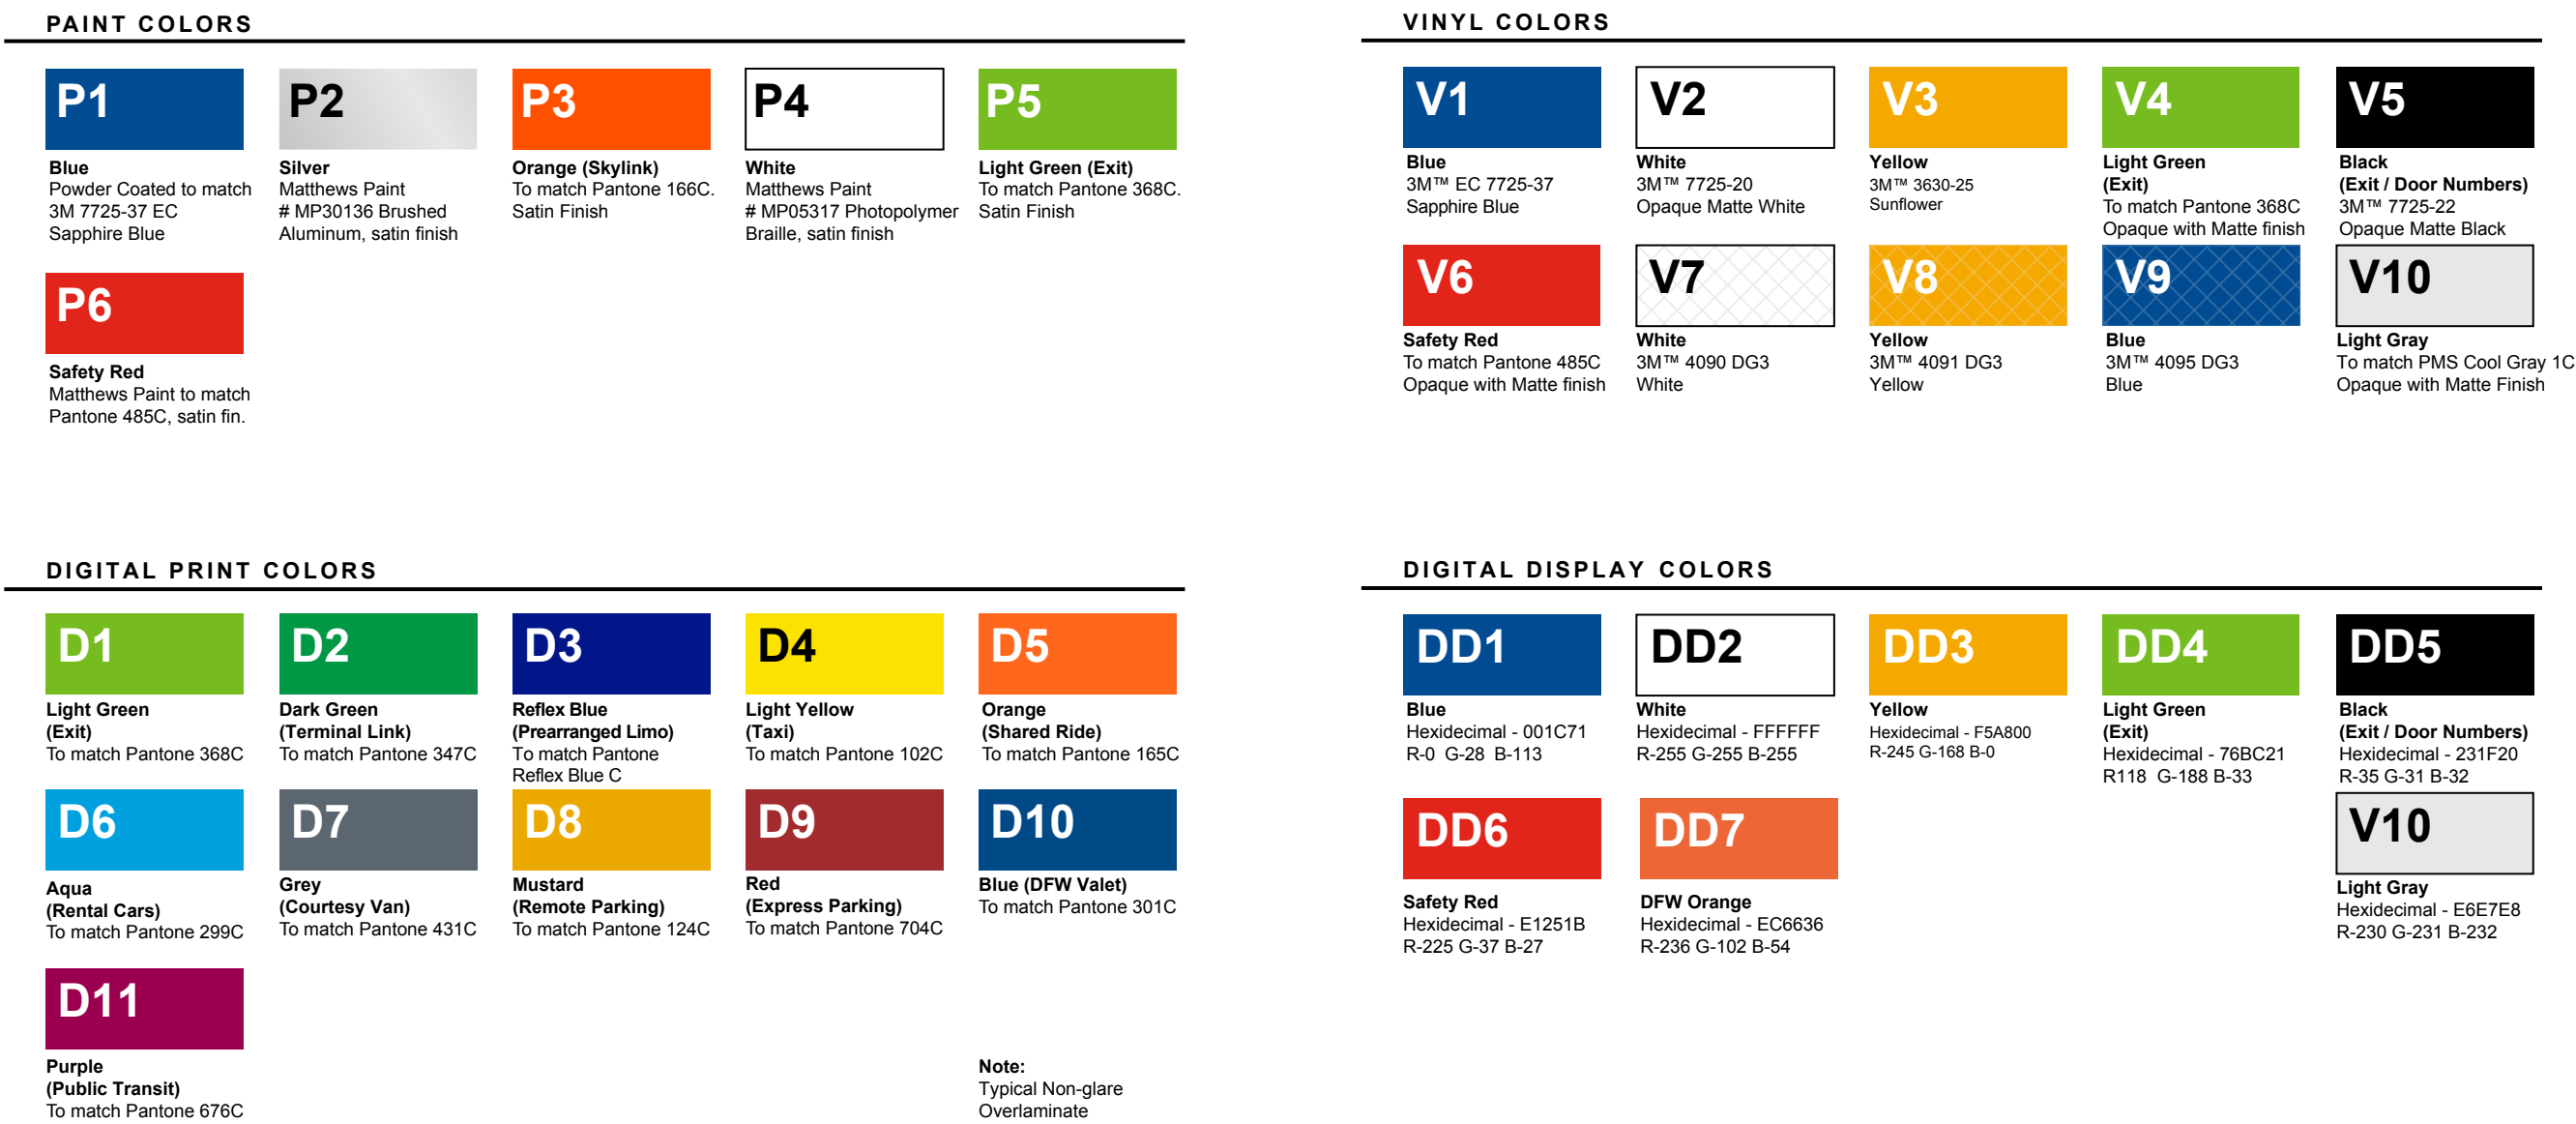 PAINT COLORS
P1
Blue
Powder Coated to match
3M 7725-37 EC
Sapphire Blue
P2
Silver
Matthews Paint
# MP30136 Brushed
Aluminum, satin finish
P3
Orange (Skylink)
To match Pantone 166C.
Satin Finish
P4
White
Matthews Paint
# MP05317 Photopolymer
Braille, satin finish
P5
Light Green (Exit)
To match Pantone 368C.
Satin Finish
P6
Safety Red
Matthews Paint to match
Pantone 485C, satin fin.
VINYL COLORS
V1
Blue
3M™ EC 7725-37
Sapphire Blue
V2
White
3M™ 7725-20
Opaque Matte White
V3
Yellow
3M™ 3630-25
Sunflower
V4
Light Green
(Exit)
To match Pantone 368C
Opaque with Matte finish
V5
Black
(Exit / Door Numbers)
3M™ 7725-22
Opaque Matte Black
V6
Safety Red
To match Pantone 485C
Opaque with Matte finish
V7
White
3M™ 4090 DG3
White
V8
Yellow
3M™ 4091 DG3
Yellow
V9
Blue
3M™ 4095 DG3
Blue
V10
Light Gray
To match PMS Cool Gray 1C
Opaque with Matte Finish
DIGITAL PRINT COLORS
D1
Light Green
(Exit)
To match Pantone 368C
D2
Dark Green
(Terminal Link)
To match Pantone 347C
D3
Reflex Blue
(Prearranged Limo)
To match Pantone
Reflex Blue C
D4
Light Yellow
(Taxi)
To match Pantone 102C
D5
Orange
(Shared Ride)
To match Pantone 165C
D6
Aqua
(Rental Cars)
To match Pantone 299C
D7
Grey
(Courtesy Van)
To match Pantone 431C
D8
Mustard
(Remote Parking)
To match Pantone 124C
D9
Red
(Express Parking)
To match Pantone 704C
D10
Blue (DFW Valet)
To match Pantone 301C
D11
Purple
(Public Transit)
To match Pantone 676C
Note:
Typical Non-glare
Overlaminate
DIGITAL DISPLAY COLORS
DD1
Blue
Hexidecimal - 001C71
R-0 G-28 B-113
DD2
White
Hexidecimal - FFFFFF
R-255 G-255 B-255
DD3
Yellow
Hexidecimal - F5A800
R-245 G-168 B-0
DD4
Light Green
(Exit)
Hexidecimal - 76BC21
R118 G-188 B-33
DD5
Black
(Exit / Door Numbers)
Hexidecimal - 231F20
R-35 G-31 B-32
DD6
Safety Red
Hexidecimal - E1251B
R-225 G-37 B-27
DD7
DFW Orange
Hexidecimal - EC6636
R-236 G-102 B-54
V10
Light Gray
Hexidecimal - E6E7E8
R-230 G-231 B-232